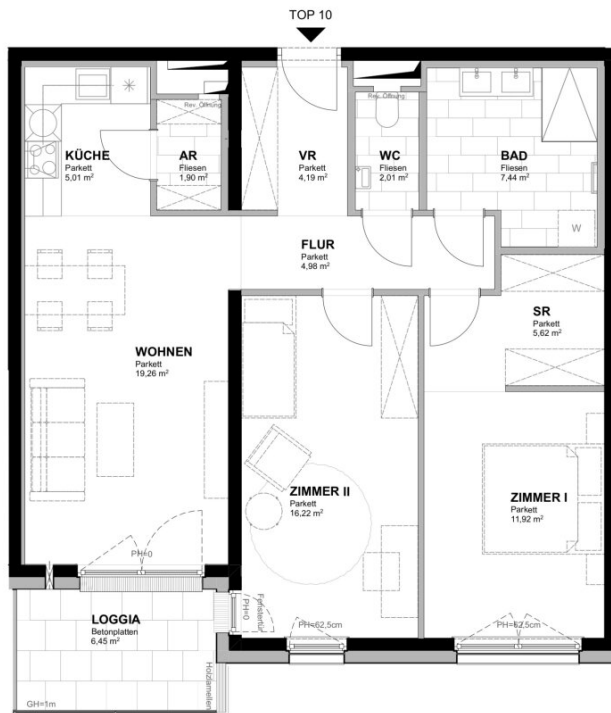 TOP 10
Rev. Öffnung
Rev. Öffnung
KÜCHE
Parkett
5,01 m²
AR
Fliesen
1,90 m²
VR
Parkett
4,19 m²
WC
Fliesen
2,01 m²
BAD
Fliesen
7,44 m²
W
FLUR
Parkett
4,98 m²
SR
Parkett
5,62 m²
WOHNEN
Parkett
19,26 m²
ZIMMER II
Parkett
16,22 m²
ZIMMER I
Parkett
11,92 m²
PH=0
LOGGIA
Betonplatten
6,45 m²
PH=0
Fenstertür
PH=62,5cm
PH=62,5cm
Holzlamellen
GH=1m